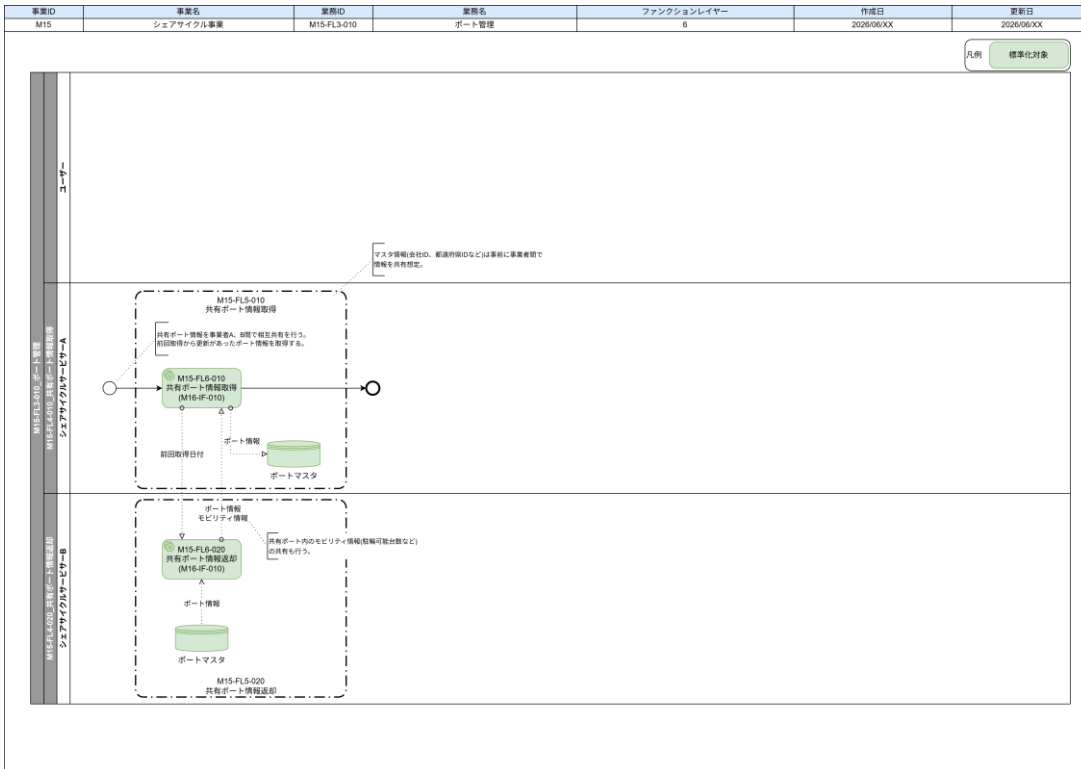 事業ID 事業名 業務ID 業務名 ファンクションレイヤー 作成日 更新日
M15 シェアサイクル事業 M15-FL3-010 ポート管理 6 2026/06/XX 2026/06/XX
凡例 標準化対象
M15-FL3-010_ポート管理
ユーザー
マスタ情報(会社ID、都道府県IDなど)は事前に事業者間で
情報を共有想定。
M15-FL4-010_共有ポート情報取得
シェアサイクルサービサーA
M15-FL5-010
共有ポート情報取得
共有ポート情報を事業者A、B間で相互共有を行う。
前回取得から更新があったポート情報を取得する。
M15-FL6-010
共有ポート情報取得
(M16-IF-010)
ポート情報
前回取得日付
ポートマスタ
M15-FL4-020_共有ポート情報返却
シェアサイクルサービサーB
ポート情報
モビリティ情報
共有ポート内のモビリティ情報(駐輪可能台数など)
の共有も行う。
M15-FL6-020
共有ポート情報返却
(M16-IF-010)
ポート情報
ポートマスタ
M15-FL5-020
共有ポート情報返却